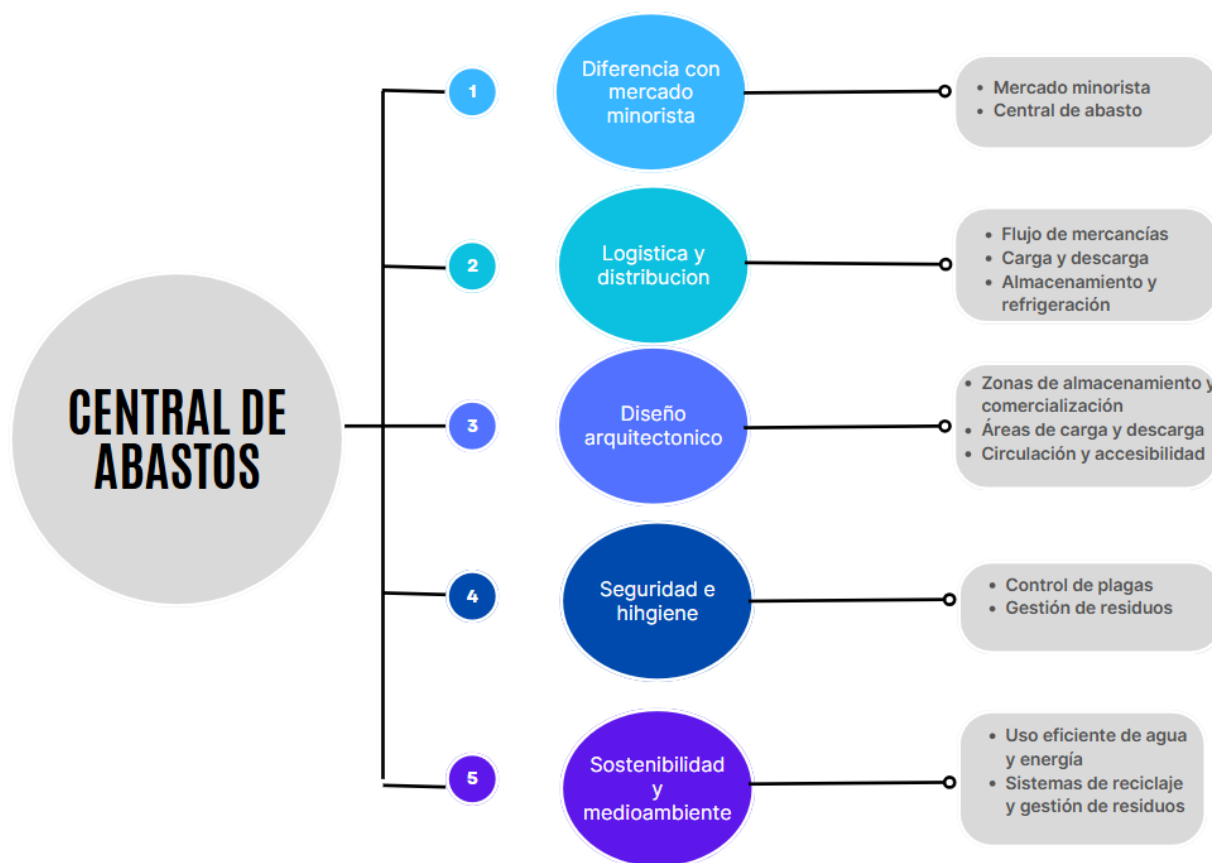 CENTRAL DE
ABASTOS
1
Diferencia con
mercado
minorista
• Mercado minorista
• Central de abasto
2
Logistica y
distribucion
• Flujo de mercancías
• Carga y descarga
• Almacenamiento y
refrigeración
3
Diseño
arquitectonico
• Zonas de almacenamiento y
comercialización
• Áreas de carga y descarga
• Circulación y accesibilidad
4
Seguridad e
hihgiene
• Control de plagas
• Gestión de residuos
5
Sostenibilidad
y
medioambiente
• Uso eficiente de agua
y energía
• Sistemas de reciclaje
y gestión de residuos